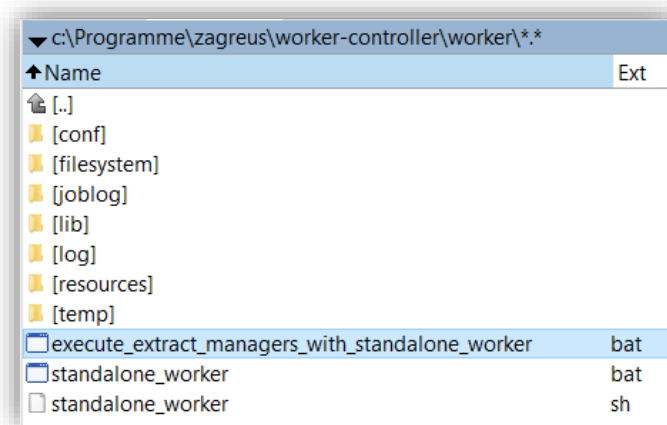 c:\Programme\zagreus\worker-controller\worker\*.*
Name Ext
[..]
[conf]
[filesystem]
[joblog]
[lib]
[log]
[resources]
[temp]
execute_extract_managers_with_standalone_worker bat
standalone_worker bat
standalone_worker sh